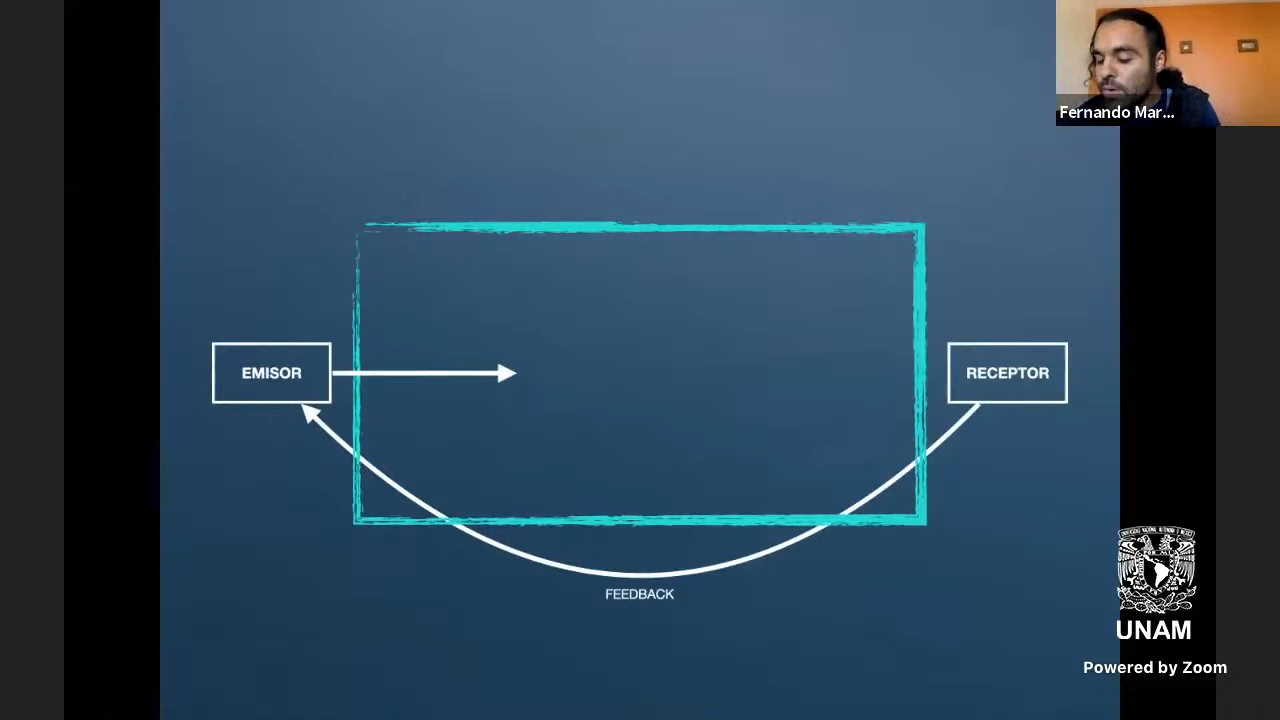 Fernando Mar...
EMISOR
RECEPTOR
FEEDBACK
UNAM
Powered by Zoom